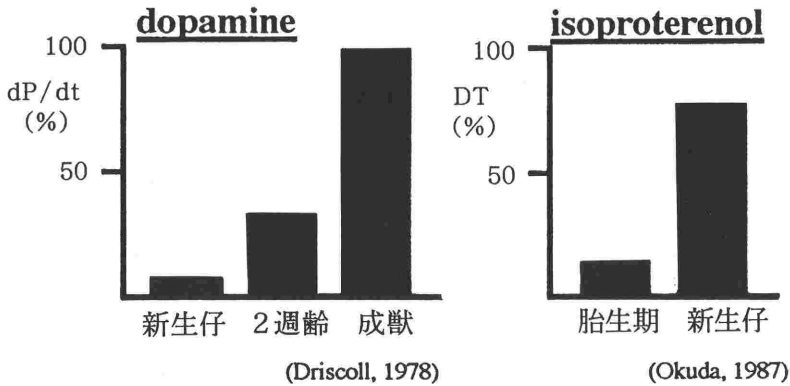 dopamine
100
dP/dt
(%)
50
新生仔
２週齢
成獣
(Driscoll, 1978)
isoproterenol
100
DT
(%)
50
胎生期
新生仔
(Okuda, 1987)